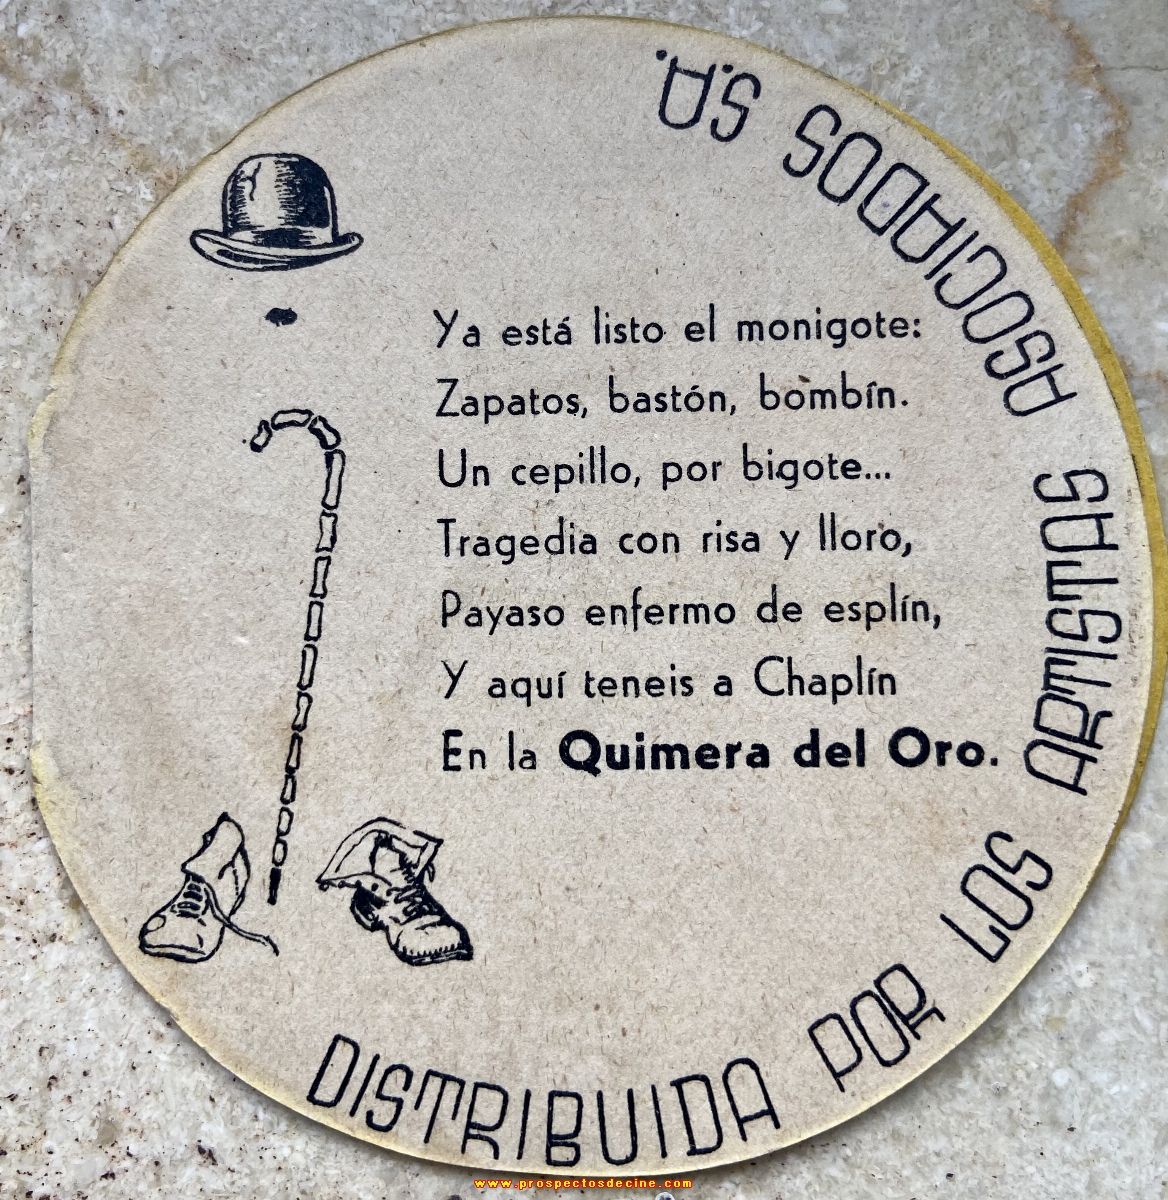 Ya está listo el monigote:
Zapatos, bastón, bombín.
Un cepillo, por bigote...
Tragedia con risa y lloro,
Payaso enfermo de esplín,
Y aquí teneis a Chaplín
En la Quimera del Oro.
DISTRIBUIDA POR LOS ARTISTAS ASOCIADOS S.A.
www.prospectosdecine.com